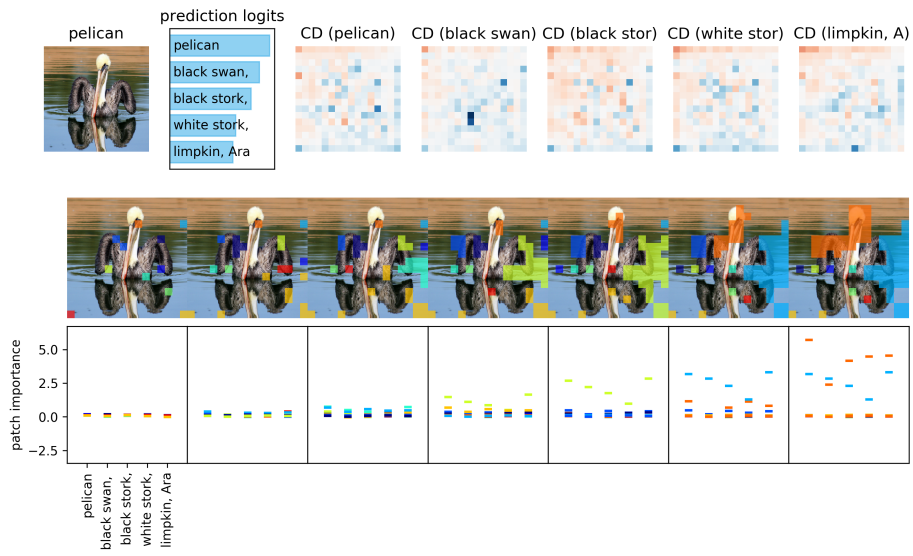 prediction logits
pelican
CD (pelican)
CD (black swan)
CD (black stor)
CD (white stor)
CD (limpkin, A)
pelican
black swan,
black stork,
white stork,
limpkin, Ara
patch importance
5.0
2.5
0.0
−2.5
pelican
black swan,
black stork,
white stork,
limpkin, Ara